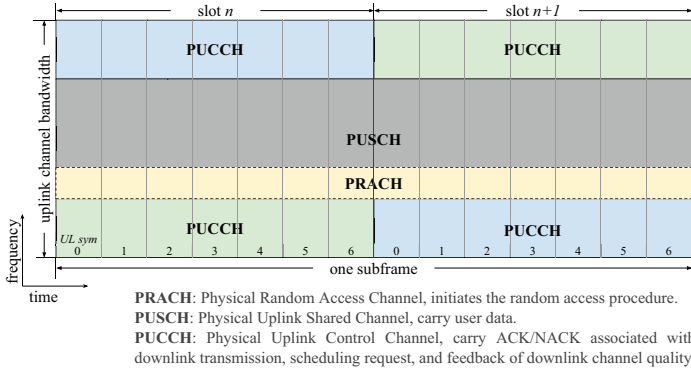 slot n slot n+1
PUCCH PUCCH
uplink channel bandwidth
PUSCH
PRACH
PUCCH PUCCH
UL sym
0 1 2 3 4 5 6 0 1 2 3 4 5 6
frequency
one subframe
time
PRACH: Physical Random Access Channel, initiates the random access procedure.
PUSCH: Physical Uplink Shared Channel, carry user data.
PUCCH: Physical Uplink Control Channel, carry ACK/NACK associated with
downlink transmission, scheduling request, and feedback of downlink channel quality